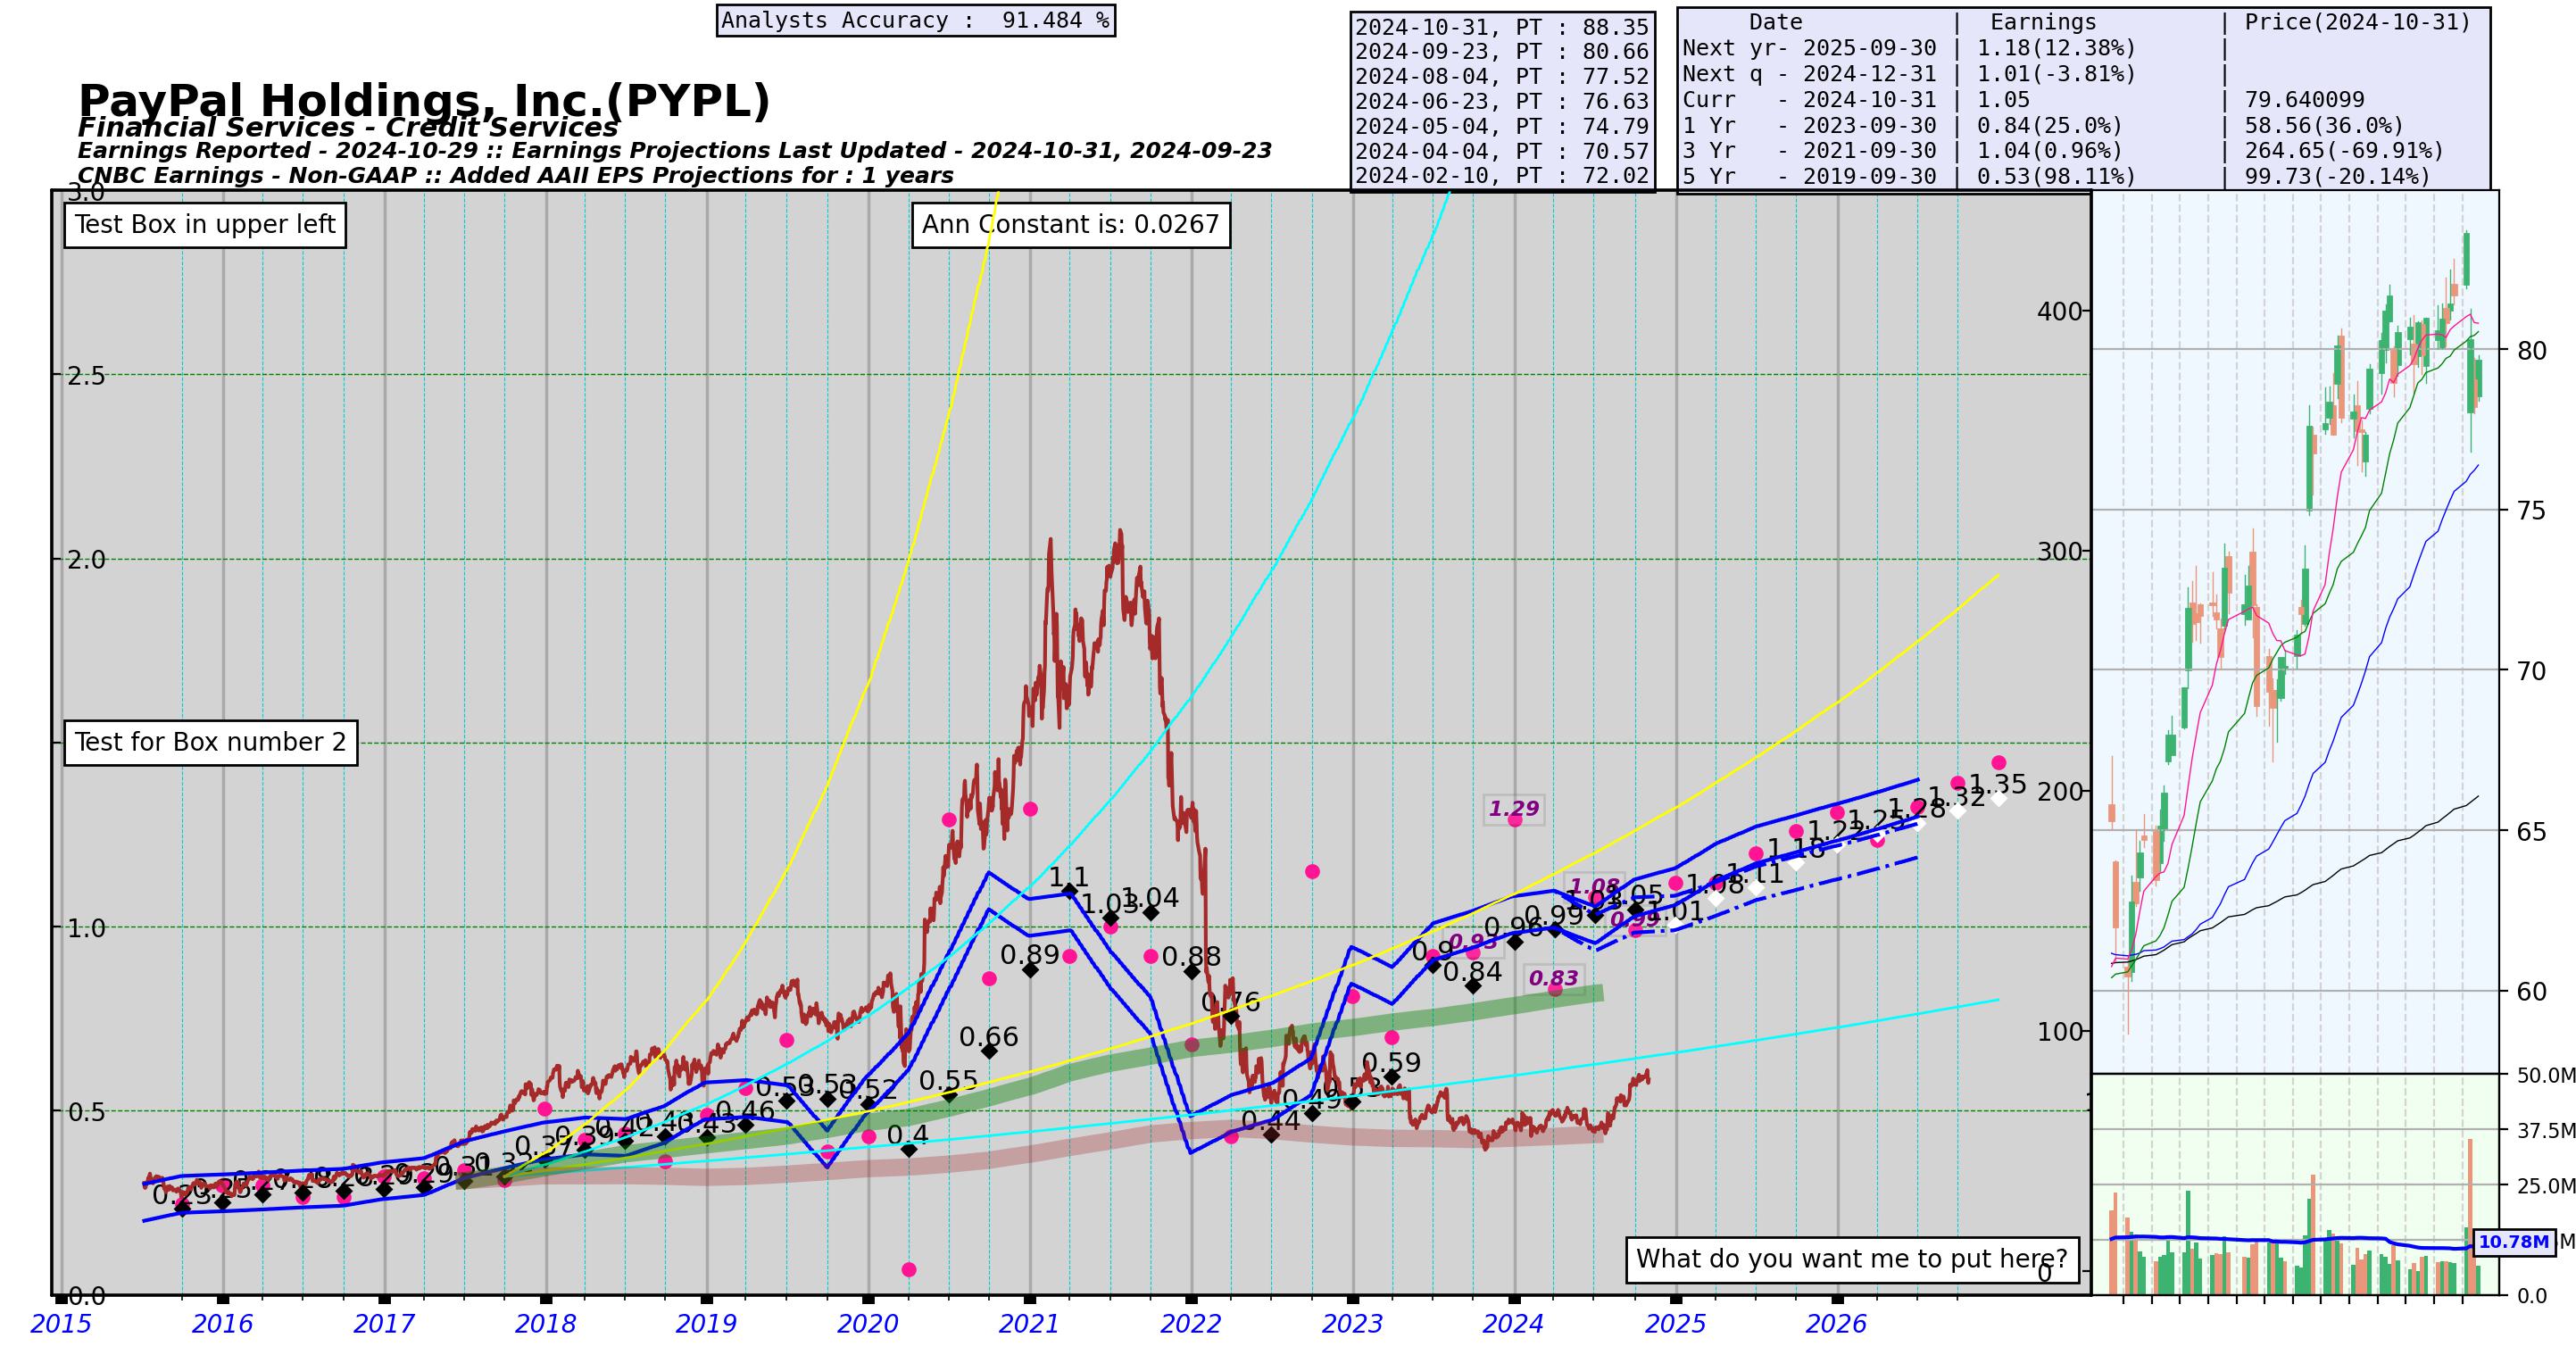 Analysts Accuracy :  91.484 %
PayPal Holdings, Inc.(PYPL)
Financial Services - Credit Services
Earnings Reported - 2024-10-29 :: Earnings Projections Last Updated - 2024-10-31, 2024-09-23
CNBC Earnings - Non-GAAP :: Added AAII EPS Projections for : 1 years
2024-10-31, PT : 88.35
2024-09-23, PT : 80.66
2024-08-04, PT : 77.52
2024-06-23, PT : 76.63
2024-05-04, PT : 74.79
2024-04-04, PT : 70.57
2024-02-10, PT : 72.02
Date | Earnings | Price(2024-10-31)
Next yr- 2025-09-30 | 1.18(12.38%) |
Next q - 2024-12-31 | 1.01(-3.81%) |
Curr - 2024-10-31 | 1.05 | 79.640099
1 Yr - 2023-09-30 | 0.84(25.0%) | 58.56(36.0%)
3 Yr - 2021-09-30 | 1.04(0.96%) | 264.65(-69.91%)
5 Yr - 2019-09-30 | 0.53(98.11%) | 99.73(-20.14%)
Test Box in upper left
Ann Constant is: 0.0267
Test for Box number 2
What do you want me to put here?
3.0
2.5
2.0
1.0
0.5
0.0
400
300
200
100
0
80
75
70
65
60
50.0M
37.5M
25.0M
10.78M
0.0
0.46
0.53
0.52
0.4
0.55
0.66
0.89
1.1
1.03
1.04
0.88
0.76
0.44
0.49
0.59
0.9
0.84
0.96
0.99
1.01
1.08
1.11
1.18
1.28
1.32
1.35
1.29
0.93
0.83
1.08
0.99
2015 2016 2017 2018 2019 2020 2021 2022 2023 2024 2025 2026